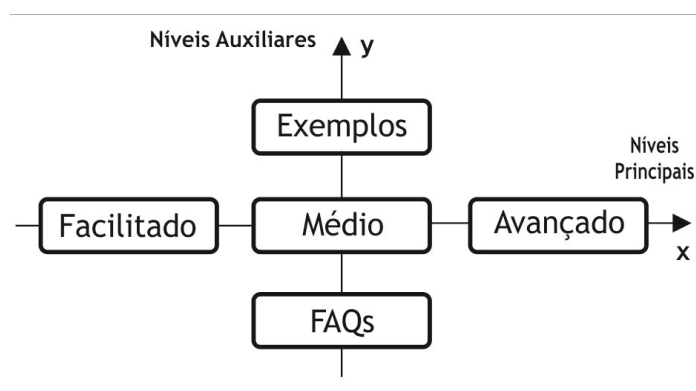 Níveis Auxiliares
y
Exemplos
Níveis
Principais
Facilitado
Médio
Avançado
x
FAQs